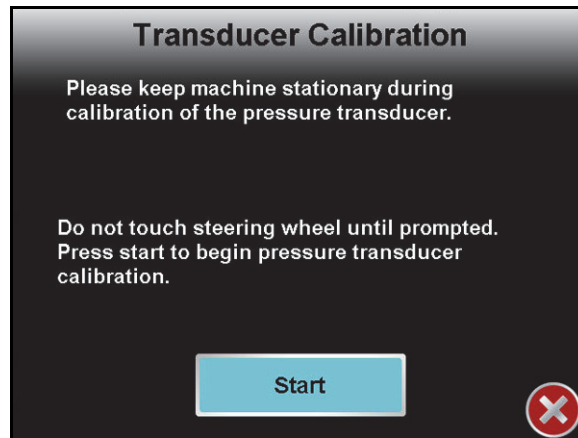 Transducer Calibration
Please keep machine stationary during
calibration of the pressure transducer.
Do not touch steering wheel until prompted.
Press start to begin pressure transducer
calibration.
Start